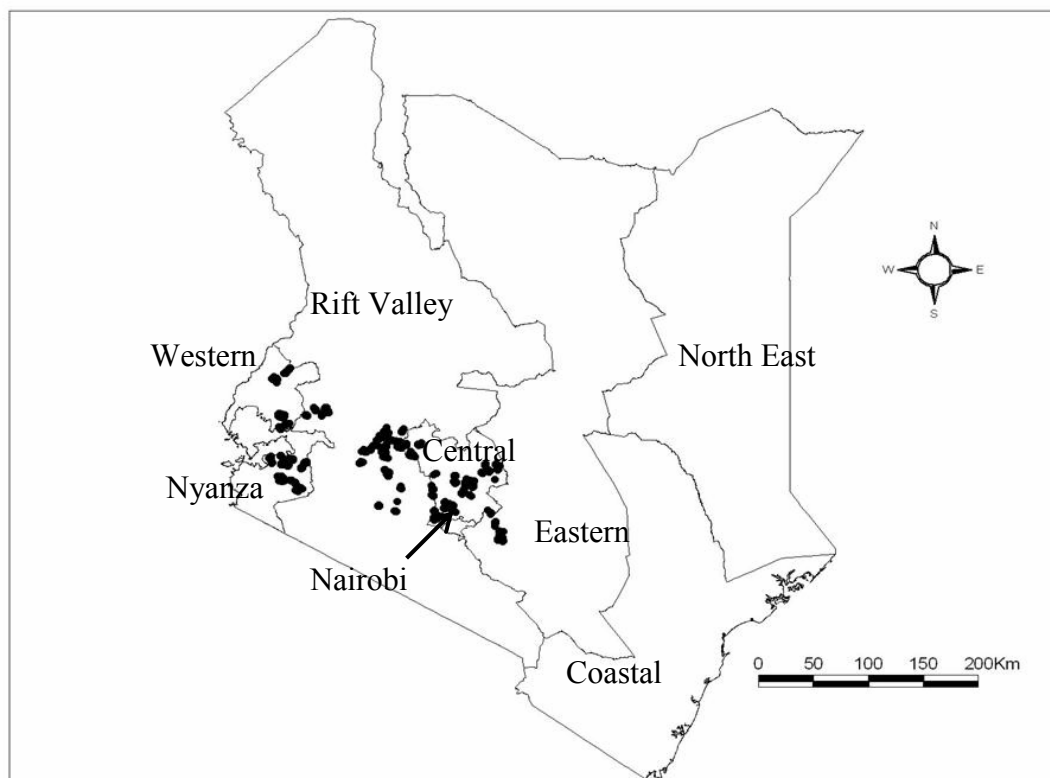 N
W E
S
Rift Valley
Western
North East
Central
Nyanza
Eastern
Nairobi
Coastal
0 50 100 150 200Km